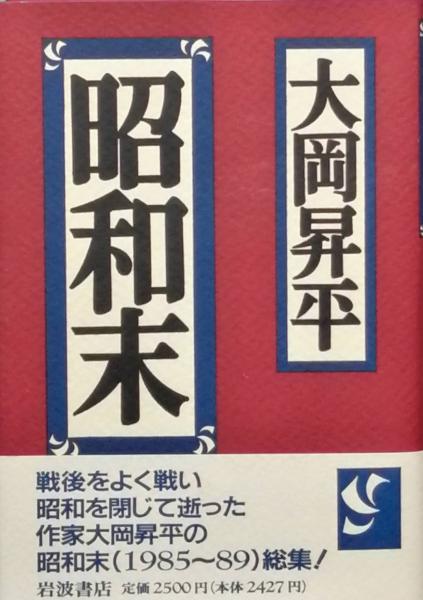 大岡昇平
昭和末
戦後をよく戦い
昭和を閉じて逝った
作家大岡昇平の
昭和末(1985〜89)総集!
岩波書店 定価2500円(本体2427円)